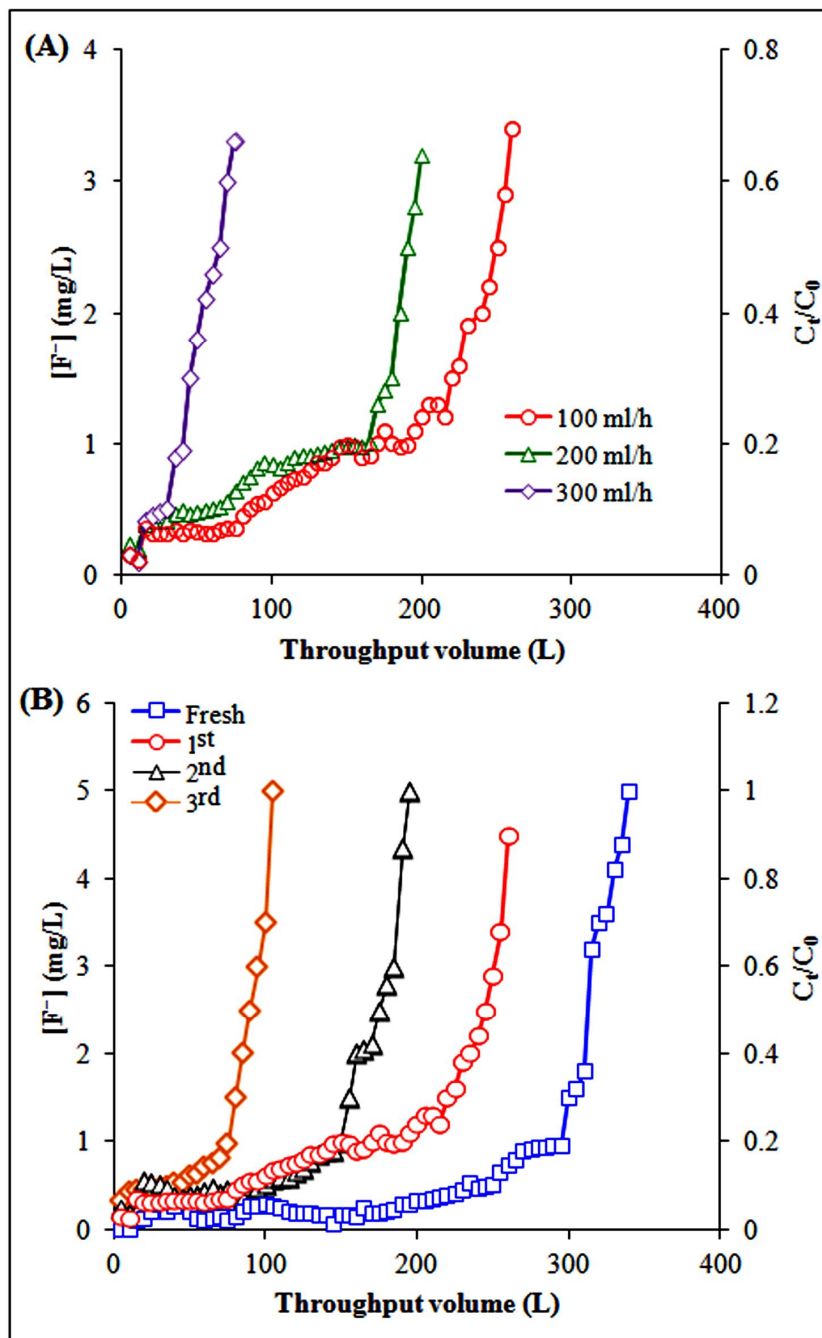 (A)
4
3
2
1
0
[F⁻] (mg/L)
0.8
0.6
0.4
0.2
0
Cₜ/C₀
100 ml/h
200 ml/h
300 ml/h
0 100 200 300 400
Throughput volume (L)
(B)
6
5
4
3
2
1
0
[F⁻] (mg/L)
Fresh
1st
2nd
3rd
1.2
1
0.8
0.6
0.4
0.2
0
Cₜ/C₀
0 100 200 300 400
Throughput volume (L)